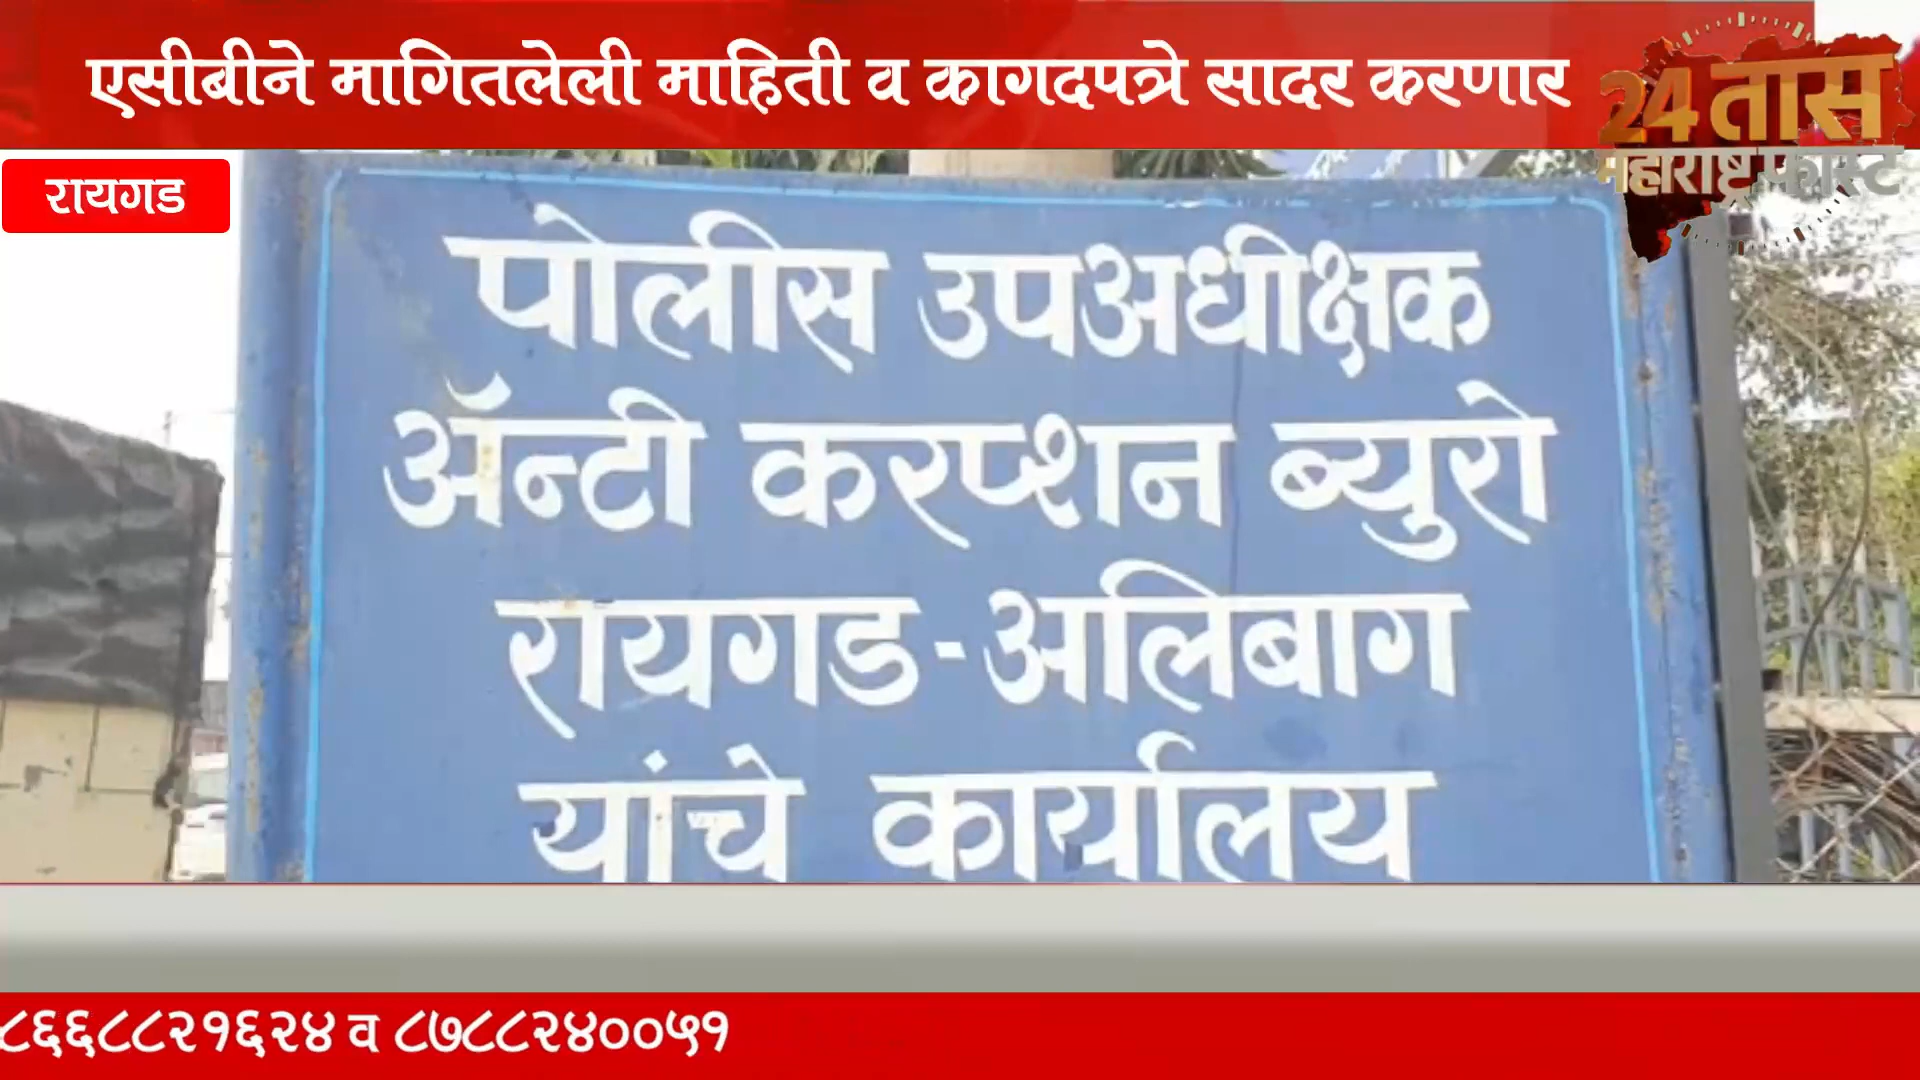 एसीबीने मागितलेली माहिती व कागदपत्रे सादर करणार
24 तास
महाराष्ट्र फास्ट
रायगड
पोलीस उपअधीक्षक
ॲन्टी करप्शन ब्युरो
रायगड-अलिबाग
यांचे कार्यालय
८६६८८२१६२४ व ८७८८२४००५१